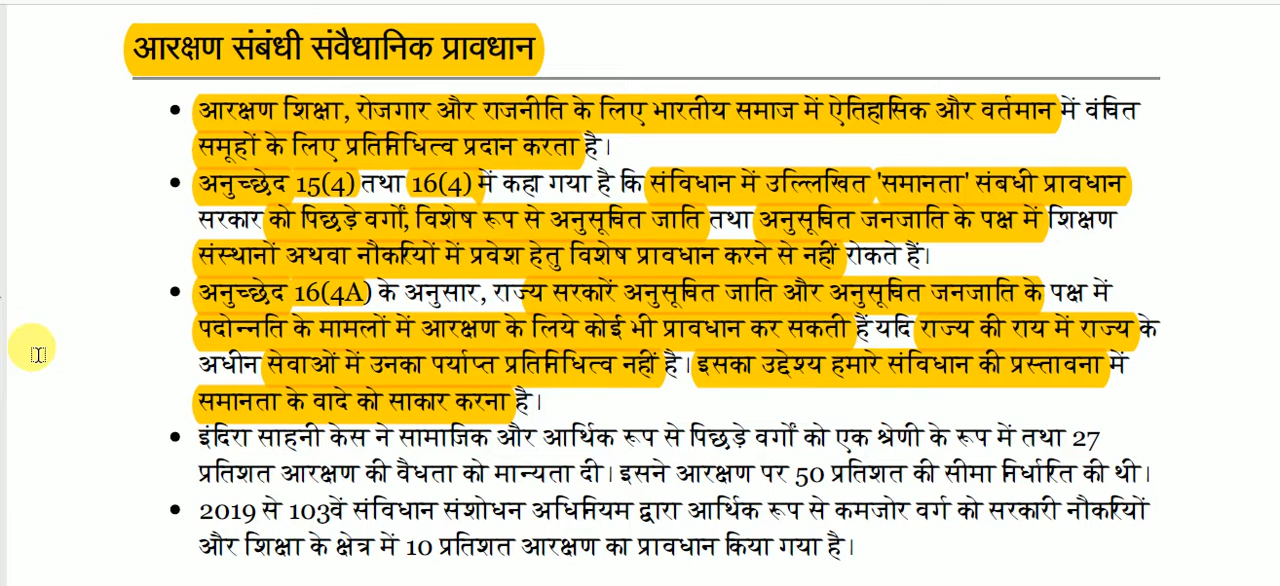 आरक्षण संबंधी संवैधानिक प्रावधान
• आरक्षण शिक्षा, रोजगार और राजनीति के लिए भारतीय समाज में ऐतिहासिक और वर्तमान में वंचित
समूहों के लिए प्रतिनिधित्व प्रदान करता है।
• अनुच्छेद 15(4) तथा 16(4) में कहा गया है कि संविधान में उल्लिखित 'समानता' संबधी प्रावधान
सरकार को पिछड़े वर्गों, विशेष रूप से अनुसूचित जाति तथा अनुसूचित जनजाति के पक्ष में शिक्षण
संस्थानों अथवा नौकरियों में प्रवेश हेतु विशेष प्रावधान करने से नहीं रोकते हैं।
• अनुच्छेद 16(4A) के अनुसार, राज्य सरकारें अनुसूचित जाति और अनुसूचित जनजाति के पक्ष में
पदोन्नति के मामलों में आरक्षण के लिये कोई भी प्रावधान कर सकती हैं यदि राज्य की राय में राज्य के
अधीन सेवाओं में उनका पर्याप्त प्रतिनिधित्व नहीं है। इसका उद्देश्य हमारे संविधान की प्रस्तावना में
समानता के वादे को साकार करना है।
• इंदिरा साहनी केस ने सामाजिक और आर्थिक रूप से पिछड़े वर्गों को एक श्रेणी के रूप में तथा 27
प्रतिशत आरक्षण की वैधता को मान्यता दी। इसने आरक्षण पर 50 प्रतिशत की सीमा निर्धारित की थी।
• 2019 से 103वें संविधान संशोधन अधिनियम द्वारा आर्थिक रूप से कमजोर वर्ग को सरकारी नौकरियों
और शिक्षा के क्षेत्र में 10 प्रतिशत आरक्षण का प्रावधान किया गया है।